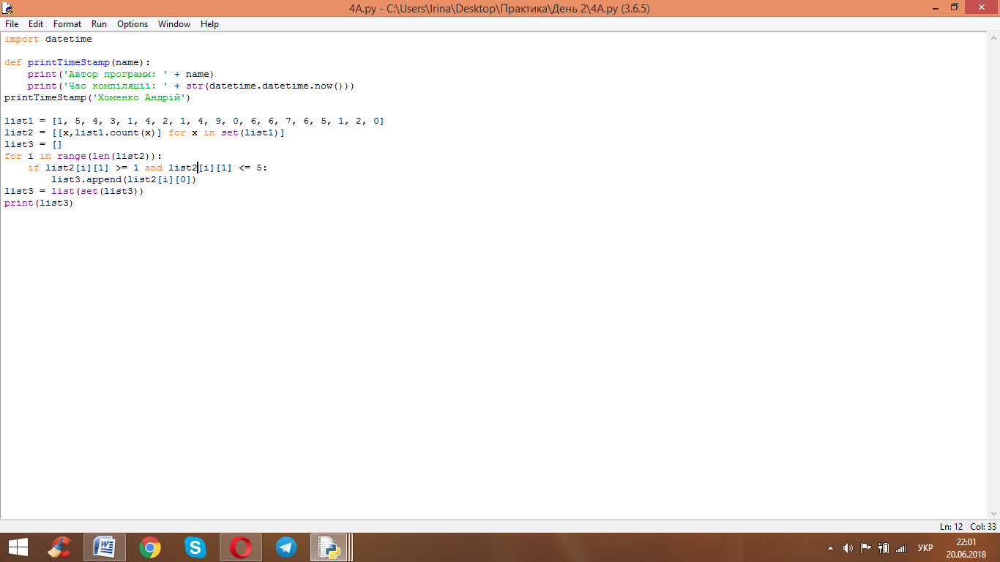 4A.py - C:\Users\Irina\Desktop\Практика\День 2\4A.py (3.6.5)
File Edit Format Run Options Window Help
import datetime
def printTimeStamp(name):
    print('Автор програми: ' + name)
    print('Час компіляції: ' + str(datetime.datetime.now()))
printTimeStamp('Хоменко Андрій')
list1 = [1, 5, 4, 3, 1, 4, 2, 1, 4, 9, 0, 6, 6, 7, 6, 5, 1, 2, 0]
list2 = [[x,list1.count(x)] for x in set(list1)]
list3 = []
for i in range(len(list2)):
    if list2[i][1] >= 1 and list2[i][1] <= 5:
        list3.append(list2[i][0])
list3 = list(set(list3))
print(list3)
Ln: 12 Col: 33
УКР
22:01
20.06.2018